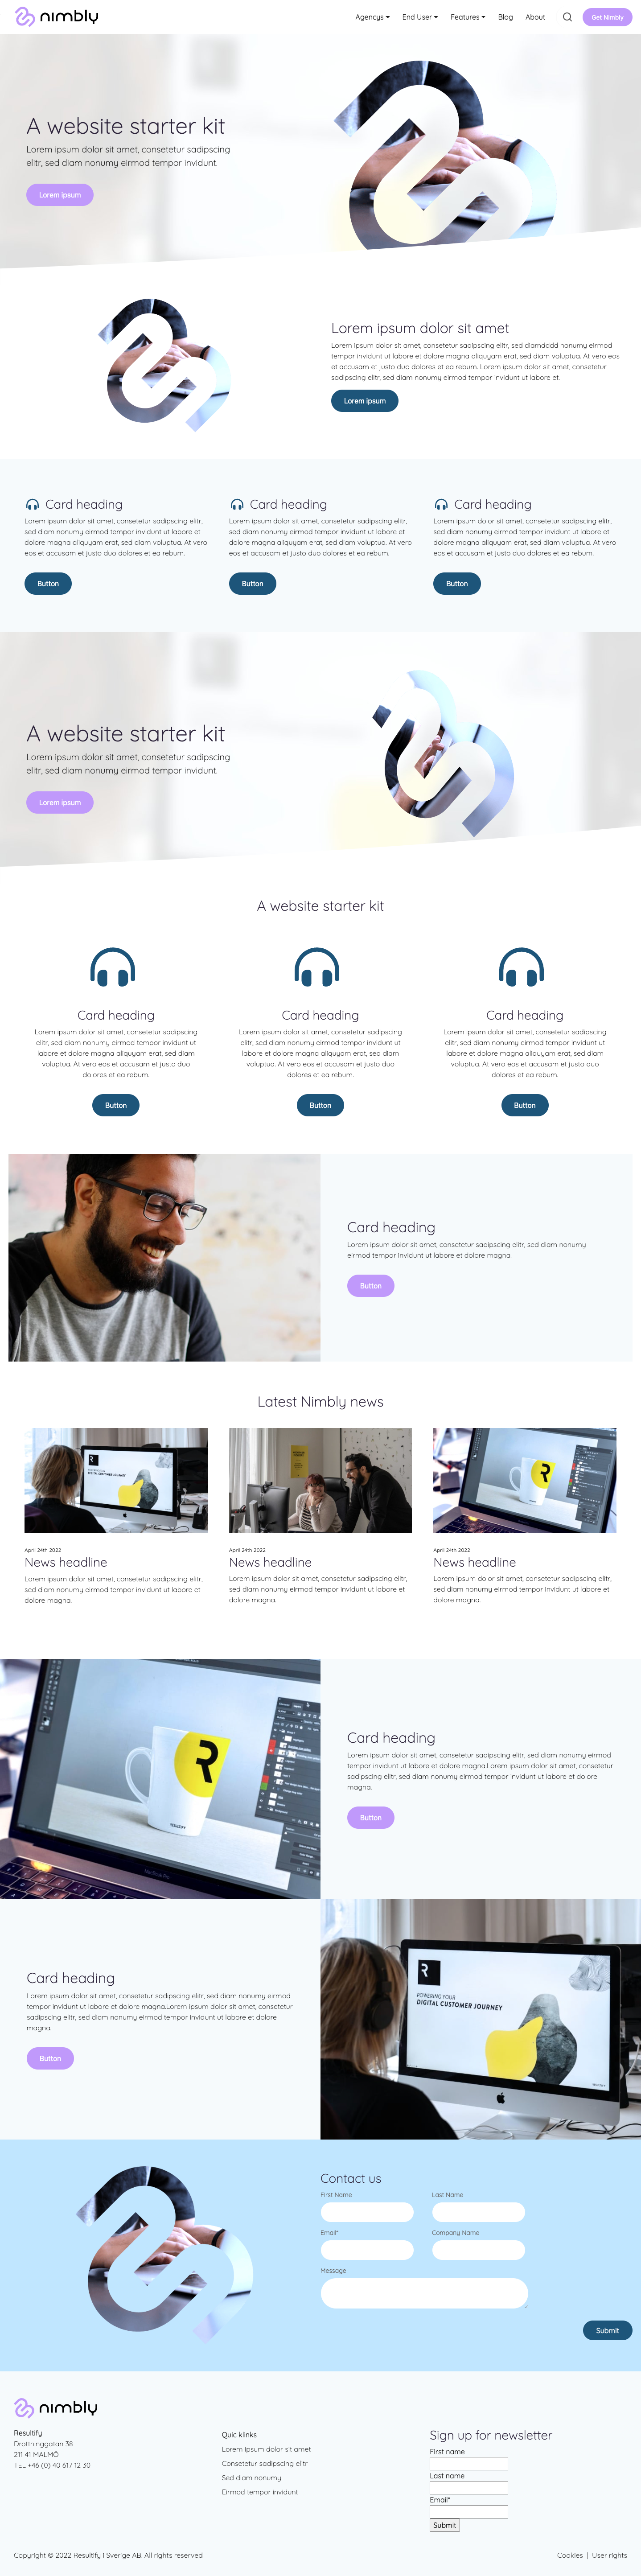 nimbly
Agencys
End User
Features
Blog
About
Get Nimbly
A website starter kit
Lorem ipsum dolor sit amet, consetetur sadipscing
elitr, sed diam nonumy eirmod tempor invidunt.
Lorem ipsum
Lorem ipsum dolor sit amet
Lorem ipsum dolor sit amet, consetetur sadipscing elitr, sed diamdddd nonumy eirmod
tempor invidunt ut labore et dolore magna aliquyam erat, sed diam voluptua. At vero eos
et accusam et justo duo dolores et ea rebum. Lorem ipsum dolor sit amet, consetetur
sadipscing elitr, sed diam nonumy eirmod tempor invidunt ut labore et.
Lorem ipsum
Card heading
Lorem ipsum dolor sit amet, consetetur sadipscing elitr,
sed diam nonumy eirmod tempor invidunt ut labore et
dolore magna aliquyam erat, sed diam voluptua. At vero
eos et accusam et justo duo dolores et ea rebum.
Button
Card heading
Lorem ipsum dolor sit amet, consetetur sadipscing elitr,
sed diam nonumy eirmod tempor invidunt ut labore et
dolore magna aliquyam erat, sed diam voluptua. At vero
eos et accusam et justo duo dolores et ea rebum.
Button
Card heading
Lorem ipsum dolor sit amet, consetetur sadipscing elitr,
sed diam nonumy eirmod tempor invidunt ut labore et
dolore magna aliquyam erat, sed diam voluptua. At vero
eos et accusam et justo duo dolores et ea rebum.
Button
A website starter kit
Lorem ipsum dolor sit amet, consetetur sadipscing
elitr, sed diam nonumy eirmod tempor invidunt.
Lorem ipsum
A website starter kit
Card heading
Lorem ipsum dolor sit amet, consetetur sadipscing
elitr, sed diam nonumy eirmod tempor invidunt ut
labore et dolore magna aliquyam erat, sed diam
voluptua. At vero eos et accusam et justo duo
dolores et ea rebum.
Button
Card heading
Lorem ipsum dolor sit amet, consetetur sadipscing
elitr, sed diam nonumy eirmod tempor invidunt ut
labore et dolore magna aliquyam erat, sed diam
voluptua. At vero eos et accusam et justo duo
dolores et ea rebum.
Button
Card heading
Lorem ipsum dolor sit amet, consetetur sadipscing
elitr, sed diam nonumy eirmod tempor invidunt ut
labore et dolore magna aliquyam erat, sed diam
voluptua. At vero eos et accusam et justo duo
dolores et ea rebum.
Button
Card heading
Lorem ipsum dolor sit amet, consetetur sadipscing elitr, sed diam nonumy
eirmod tempor invidunt ut labore et dolore magna.
Button
Latest Nimbly news
DIGITAL CUSTOMER JOURNEY
R
April 24th 2022
News headline
Lorem ipsum dolor sit amet, consetetur sadipscing elitr,
sed diam nonumy eirmod tempor invidunt ut labore et
dolore magna.
April 24th 2022
News headline
Lorem ipsum dolor sit amet, consetetur sadipscing elitr,
sed diam nonumy eirmod tempor invidunt ut labore et
dolore magna.
April 24th 2022
News headline
Lorem ipsum dolor sit amet, consetetur sadipscing elitr,
sed diam nonumy eirmod tempor invidunt ut labore et
dolore magna.
R
MacBook Pro
Card heading
Lorem ipsum dolor sit amet, consetetur sadipscing elitr, sed diam nonumy eirmod
tempor invidunt ut labore et dolore magna.Lorem ipsum dolor sit amet, consetetur
sadipscing elitr, sed diam nonumy eirmod tempor invidunt ut labore et dolore
magna.
Button
Card heading
Lorem ipsum dolor sit amet, consetetur sadipscing elitr, sed diam nonumy eirmod
tempor invidunt ut labore et dolore magna.Lorem ipsum dolor sit amet, consetetur
sadipscing elitr, sed diam nonumy eirmod tempor invidunt ut labore et dolore
magna.
Button
POWERING YOUR
DIGITAL CUSTOMER JOURNEY
Contact us
First Name
Last Name
Email*
Company Name
Message
Submit
nimbly
Resultify
Drottninggatan 38
211 41 MALMÖ
TEL +46 (0) 40 617 12 30
Quic klinks
Lorem ipsum dolor sit amet
Consetetur sadipscing elitr
Sed diam nonumy
Eirmod tempor invidunt
Sign up for newsletter
First name
Last name
Email*
Submit
Copyright © 2022 Resultify i Sverige AB. All rights reserved
Cookies | User rights